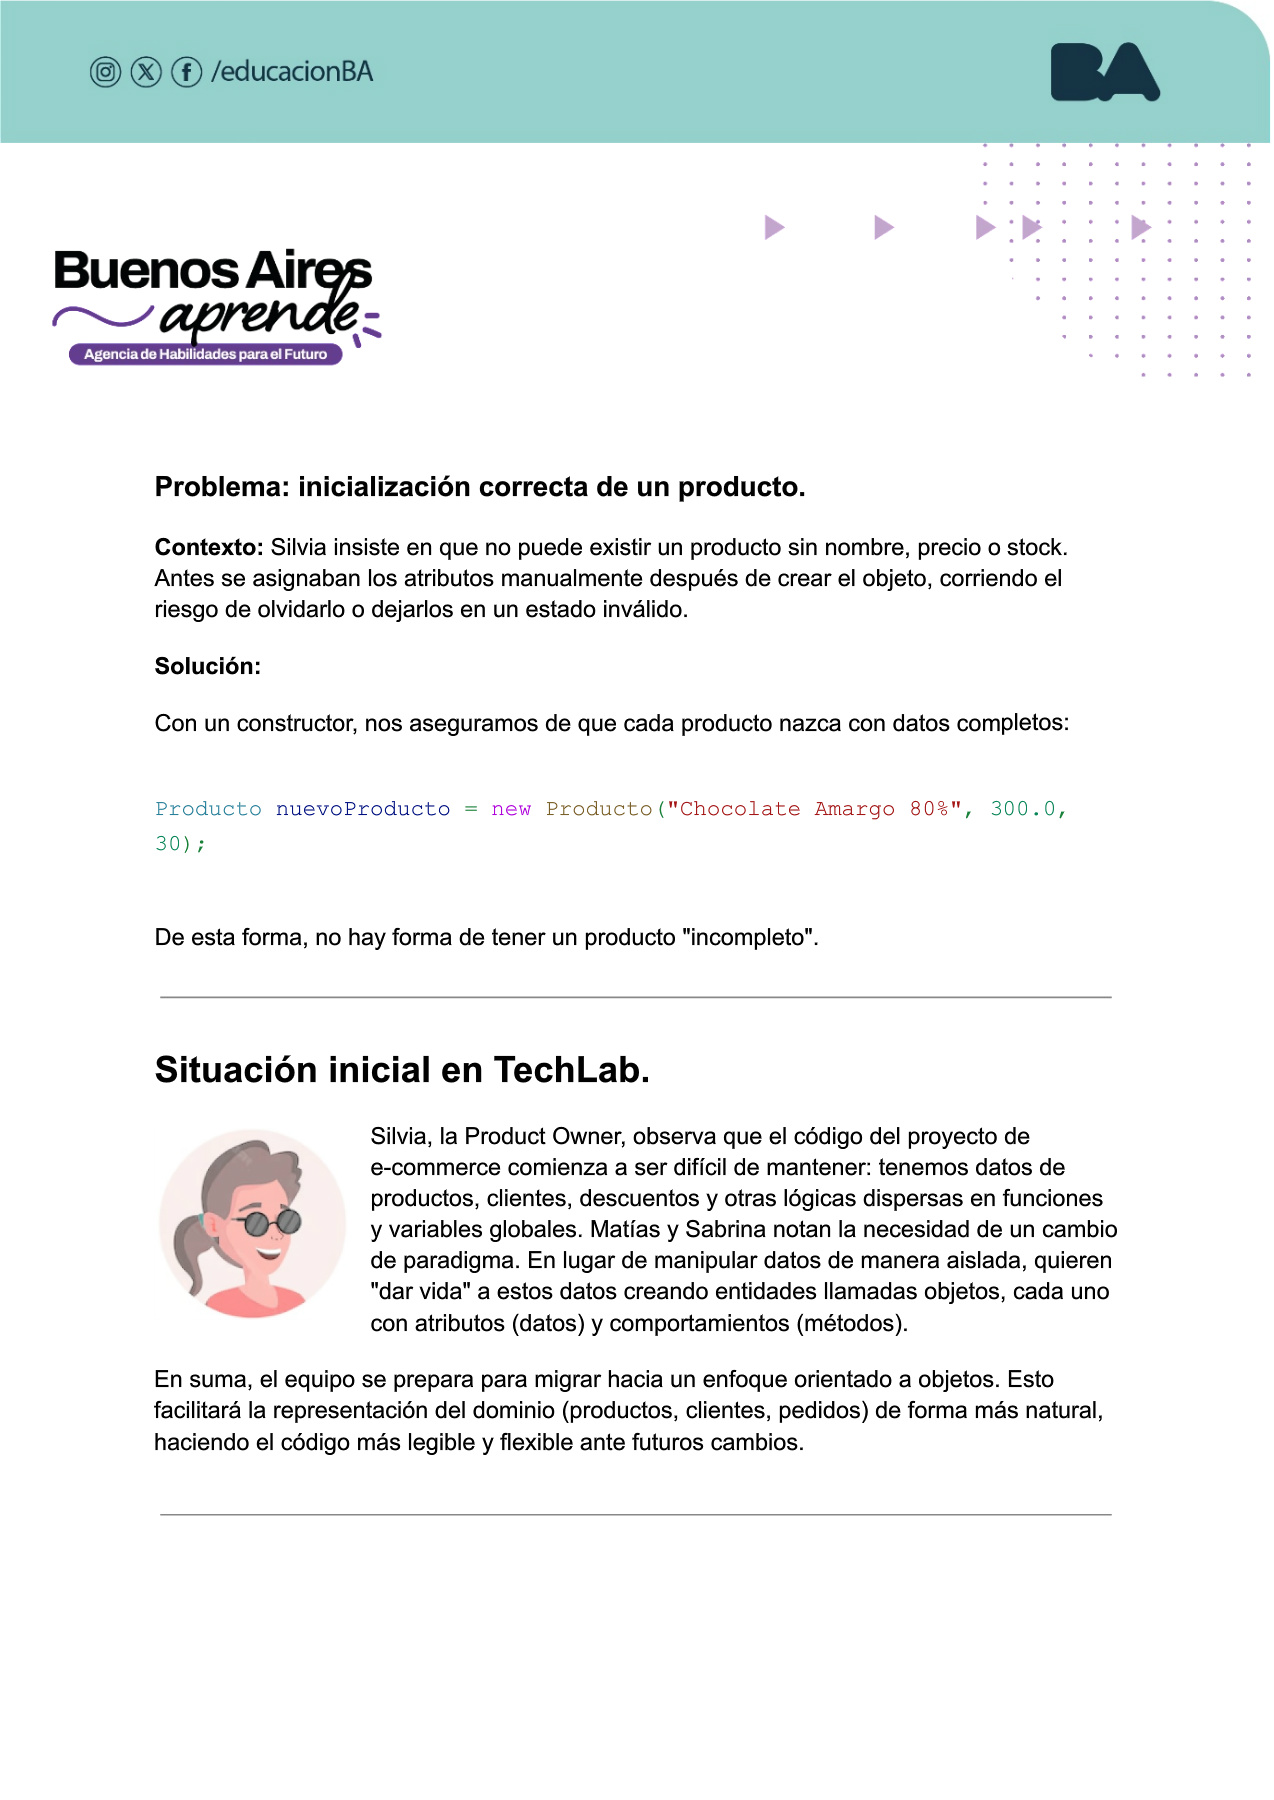 /educacionBA
BA
Buenos Aires
aprende
Agencia de Habilidades para el Futuro
Problema: inicialización correcta de un producto.
Contexto: Silvia insiste en que no puede existir un producto sin nombre, precio o stock.
Antes se asignaban los atributos manualmente después de crear el objeto, corriendo el
riesgo de olvidarlo o dejarlos en un estado inválido.
Solución:
Con un constructor, nos aseguramos de que cada producto nazca con datos completos:
Producto nuevoProducto = new Producto("Chocolate Amargo 80%", 300.0,
30);
De esta forma, no hay forma de tener un producto "incompleto".
Situación inicial en TechLab.
Silvia, la Product Owner, observa que el código del proyecto de
e-commerce comienza a ser difícil de mantener: tenemos datos de
productos, clientes, descuentos y otras lógicas dispersas en funciones
y variables globales. Matías y Sabrina notan la necesidad de un cambio
de paradigma. En lugar de manipular datos de manera aislada, quieren
"dar vida" a estos datos creando entidades llamadas objetos, cada uno
con atributos (datos) y comportamientos (métodos).
En suma, el equipo se prepara para migrar hacia un enfoque orientado a objetos. Esto
facilitará la representación del dominio (productos, clientes, pedidos) de forma más natural,
haciendo el código más legible y flexible ante futuros cambios.